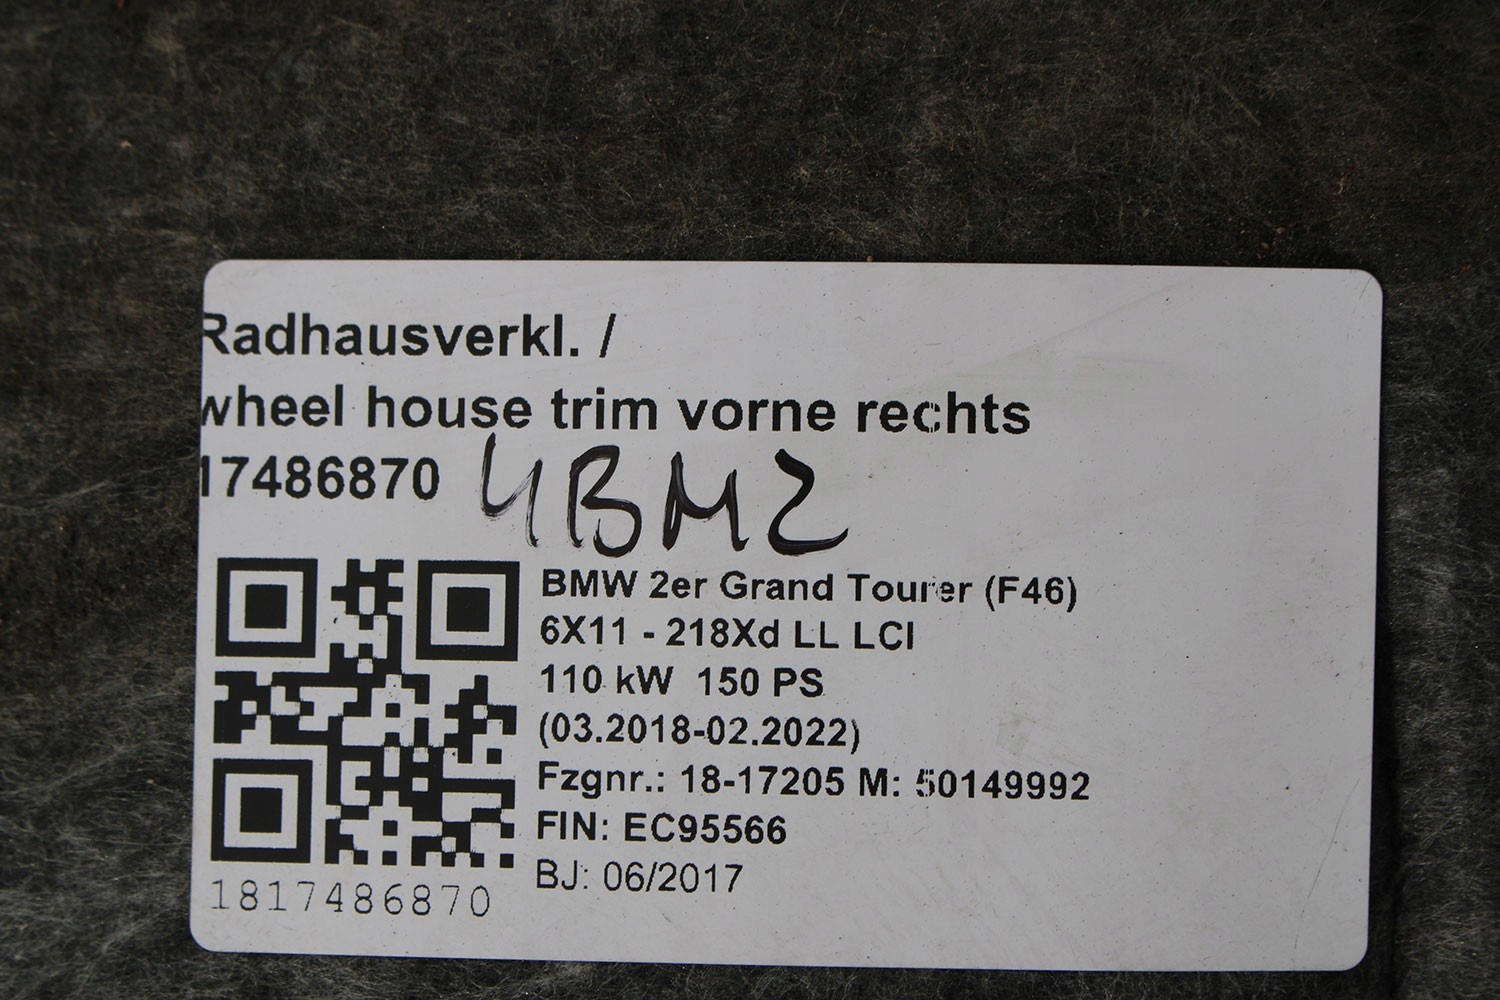 Radhausverkl. /
wheel house trim vorne rechts
17486870 4BM2
BMW 2er Grand Tourer (F46)
6X11 - 218Xd LL LCI
110 kW 150 PS
(03.2018-02.2022)
Fzgnr.: 18-17205 M: 50149992
FIN: EC95566
BJ: 06/2017
1817486870